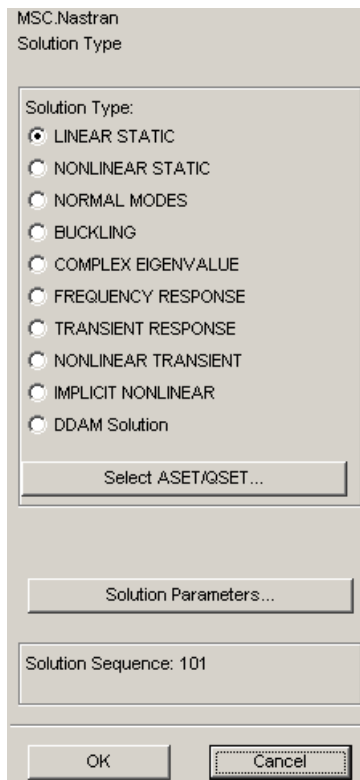 MSC.Nastran
Solution Type
Solution Type:
LINEAR STATIC
NONLINEAR STATIC
NORMAL MODES
BUCKLING
COMPLEX EIGENVALUE
FREQUENCY RESPONSE
TRANSIENT RESPONSE
NONLINEAR TRANSIENT
IMPLICIT NONLINEAR
DDAM Solution
Select ASET/QSET...
Solution Parameters...
Solution Sequence: 101
OK Cancel